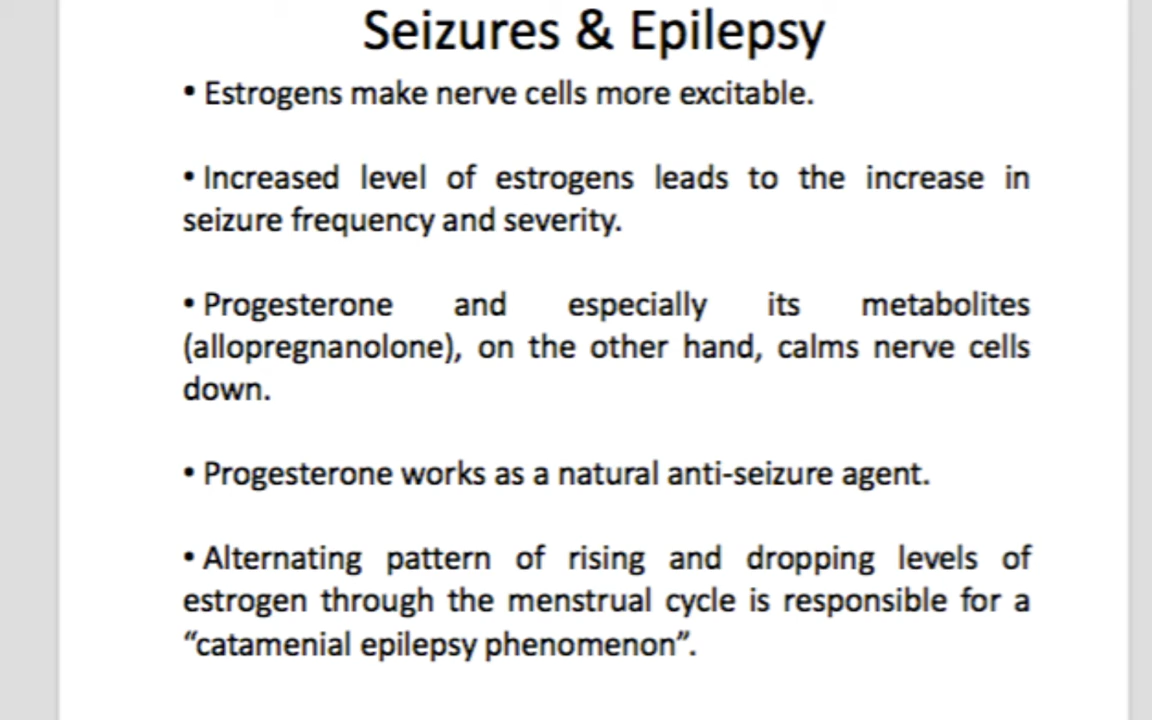 Seizures & Epilepsy
• Estrogens make nerve cells more excitable.
• Increased level of estrogens leads to the increase in
seizure frequency and severity.
• Progesterone and especially its metabolites
(allopregnanolone), on the other hand, calms nerve cells
down.
• Progesterone works as a natural anti-seizure agent.
• Alternating pattern of rising and dropping levels of
estrogen through the menstrual cycle is responsible for a
“catamenial epilepsy phenomenon”.